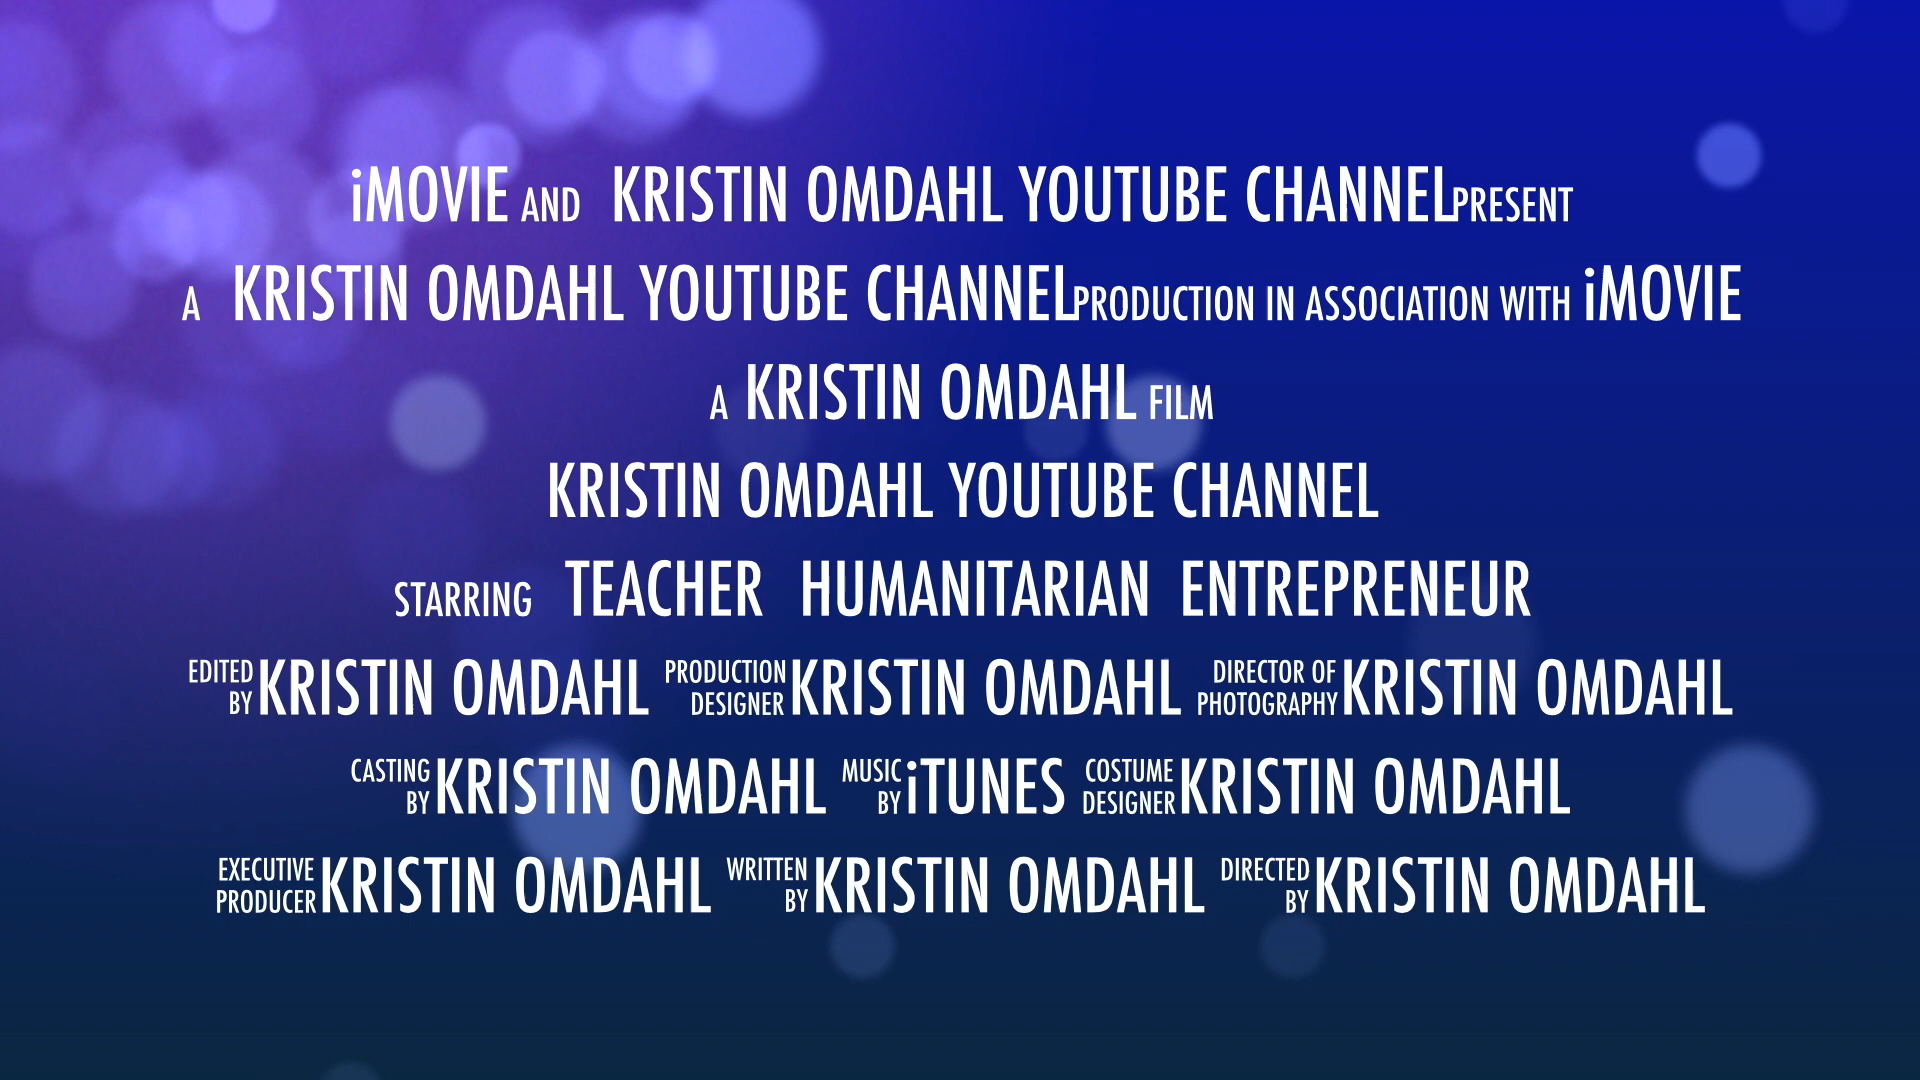 iMOVIE AND KRISTIN OMDAHL YOUTUBE CHANNEL PRESENT
A KRISTIN OMDAHL YOUTUBE CHANNEL PRODUCTION IN ASSOCIATION WITH iMOVIE
A KRISTIN OMDAHL FILM
KRISTIN OMDAHL YOUTUBE CHANNEL
STARRING TEACHER HUMANITARIAN ENTREPRENEUR
EDITED BY KRISTIN OMDAHL PRODUCTION DESIGNER KRISTIN OMDAHL DIRECTOR OF PHOTOGRAPHY KRISTIN OMDAHL
CASTING BY KRISTIN OMDAHL MUSIC BY iTUNES COSTUME DESIGNER KRISTIN OMDAHL
EXECUTIVE PRODUCER KRISTIN OMDAHL WRITTEN BY KRISTIN OMDAHL DIRECTED BY KRISTIN OMDAHL